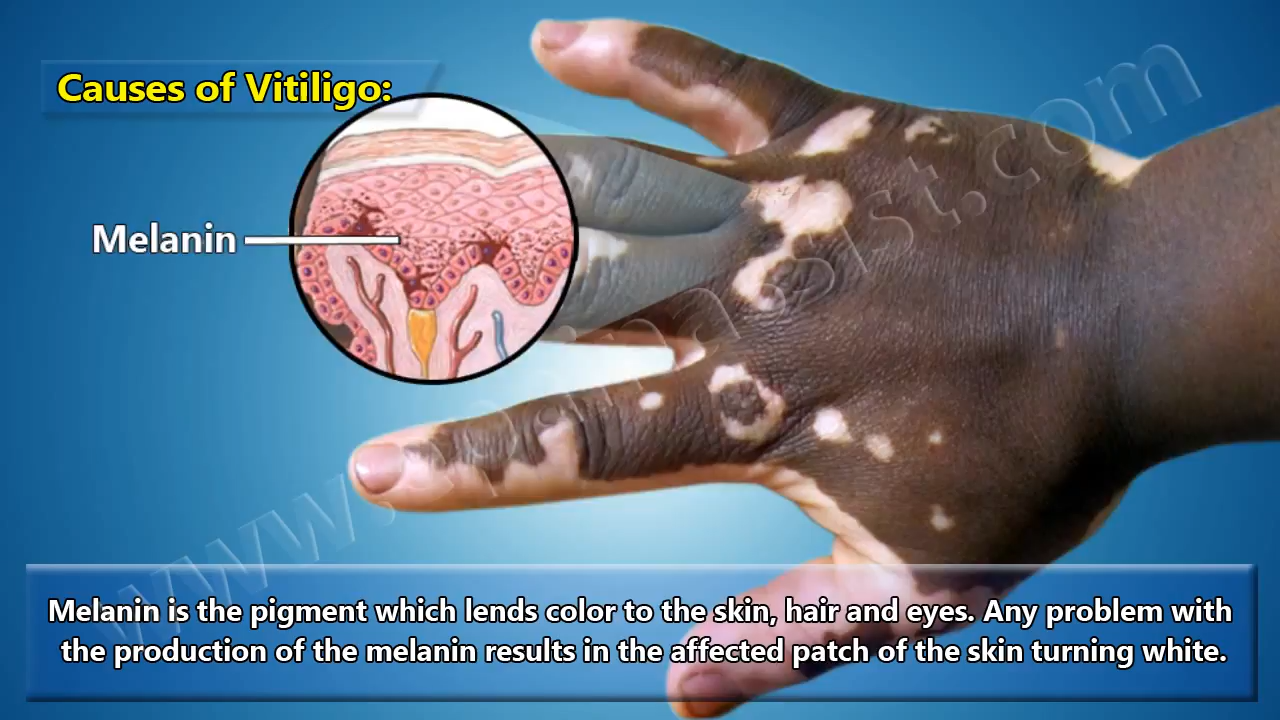 Causes of Vitiligo:
Melanin
Melanin is the pigment which lends color to the skin, hair and eyes. Any problem with
the production of the melanin results in the affected patch of the skin turning white.